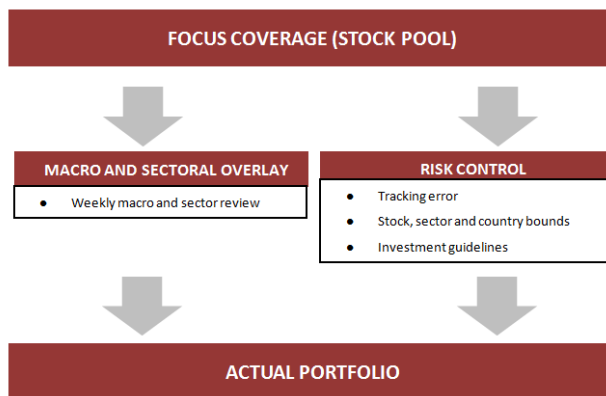 FOCUS COVERAGE (STOCK POOL)
MACRO AND SECTORAL OVERLAY
● Weekly macro and sector review
RISK CONTROL
● Tracking error
● Stock, sector and country bounds
● Investment guidelines
ACTUAL PORTFOLIO